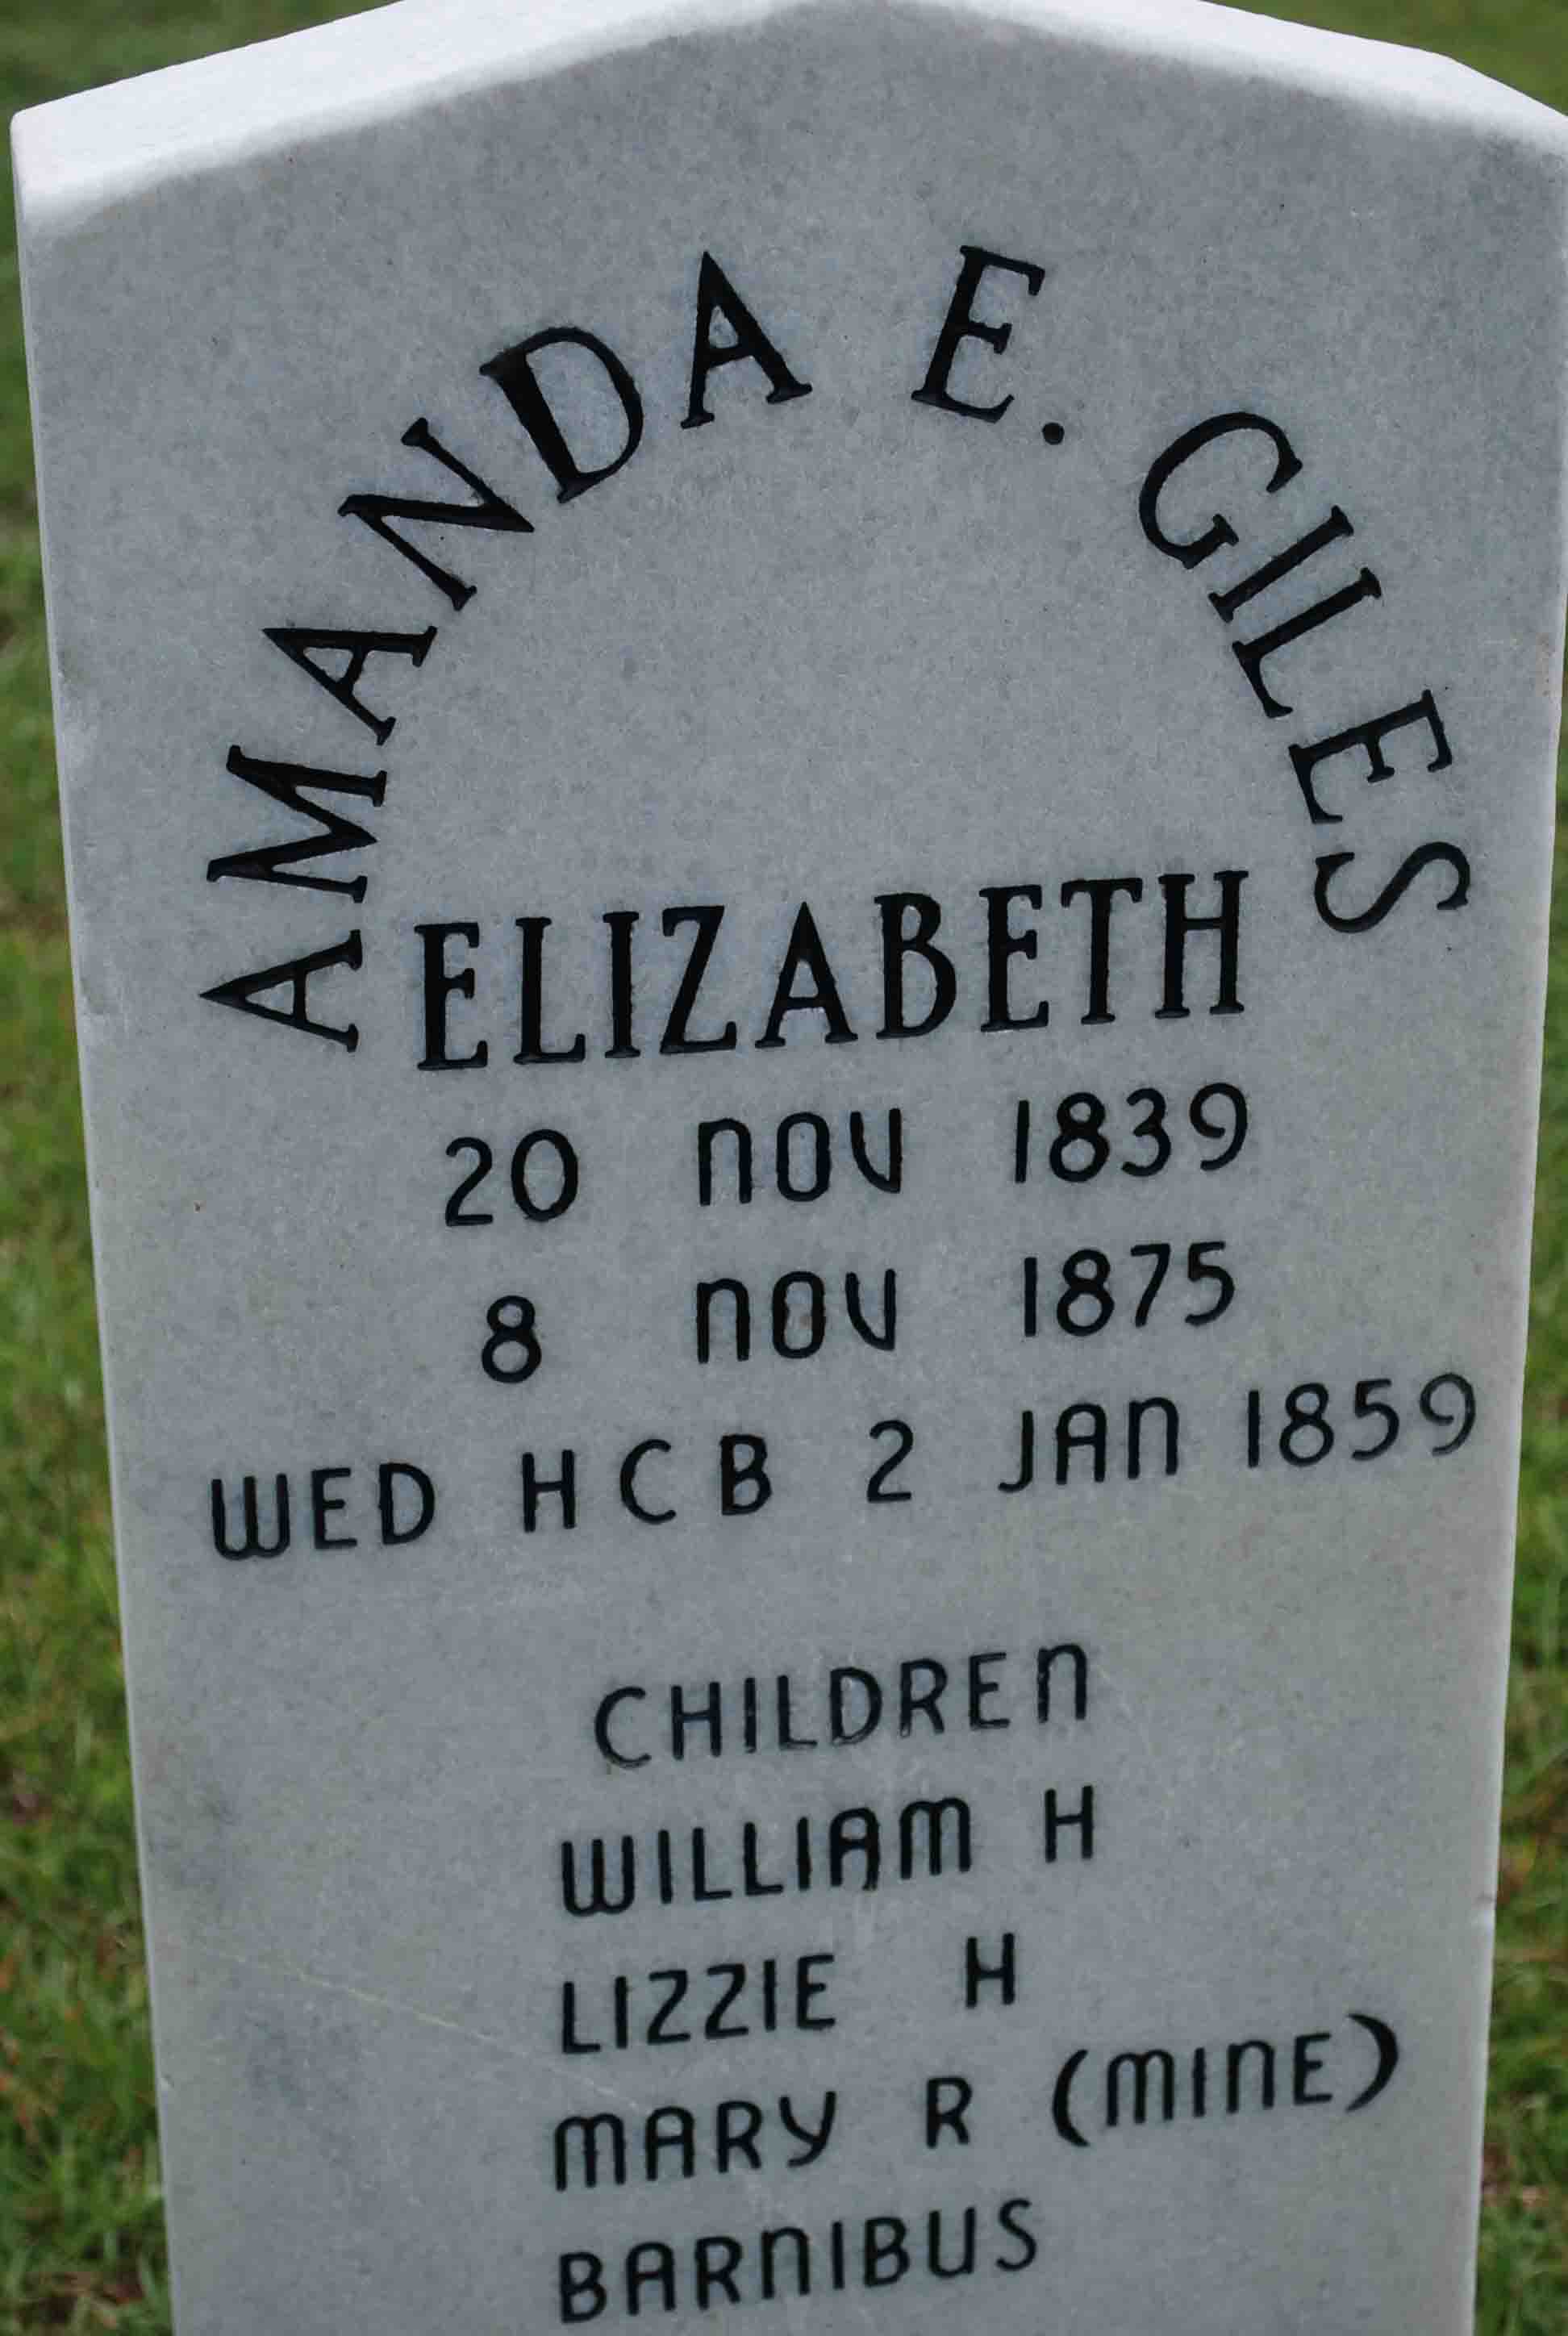 AMANDA E. GILES
ELIZABETH
20 NOV 1839
8 NOV 1875
WED H C B 2 JAN 1859
CHILDREN
WILLIAM H
LIZZIE H
MARY R (MINE)
BARNIBUS